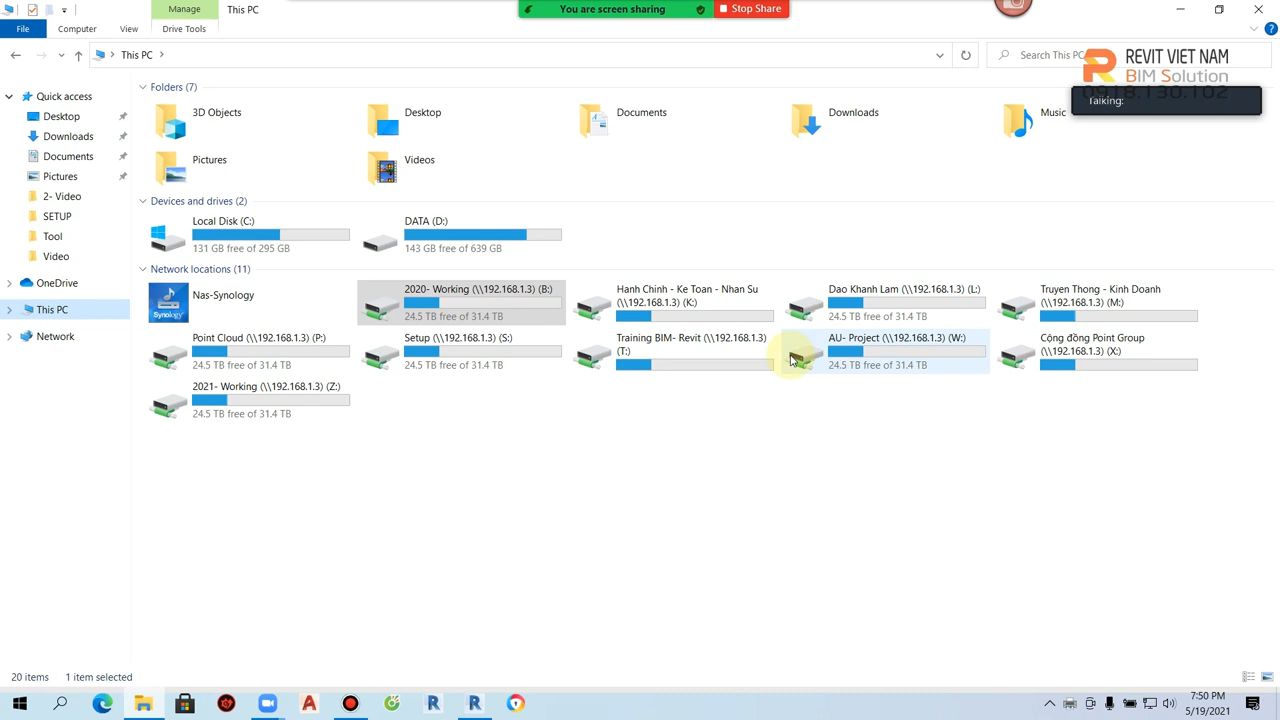 Manage
This PC
You are screen sharing
Stop Share
File
Computer
View
Drive Tools
This PC
Search This PC
REVIT VIET NAM
BIM Solution
0918.130.102
Talking:
Quick access
Desktop
Downloads
Documents
Pictures
2- Video
SETUP
Tool
Video
OneDrive
This PC
Network
Folders (7)
3D Objects
Desktop
Documents
Downloads
Music
Pictures
Videos
Devices and drives (2)
Local Disk (C:)
131 GB free of 295 GB
DATA (D:)
143 GB free of 639 GB
Network locations (11)
Nas-Synology
Synology
2020- Working (\\192.168.1.3) (B:)
24.5 TB free of 31.4 TB
Hanh Chinh - Ke Toan - Nhan Su
(\\192.168.1.3) (K:)
Dao Khanh Lam (\\192.168.1.3) (L:)
24.5 TB free of 31.4 TB
Truyen Thong - Kinh Doanh
(\\192.168.1.3) (M:)
Point Cloud (\\192.168.1.3) (P:)
24.5 TB free of 31.4 TB
Setup (\\192.168.1.3) (S:)
24.5 TB free of 31.4 TB
Training BIM- Revit (\\192.168.1.3)
(T:)
AU- Project (\\192.168.1.3) (W:)
24.5 TB free of 31.4 TB
Cộng đồng Point Group
(\\192.168.1.3) (X:)
2021- Working (\\192.168.1.3) (Z:)
24.5 TB free of 31.4 TB
20 items
1 item selected
7:50 PM
5/19/2021